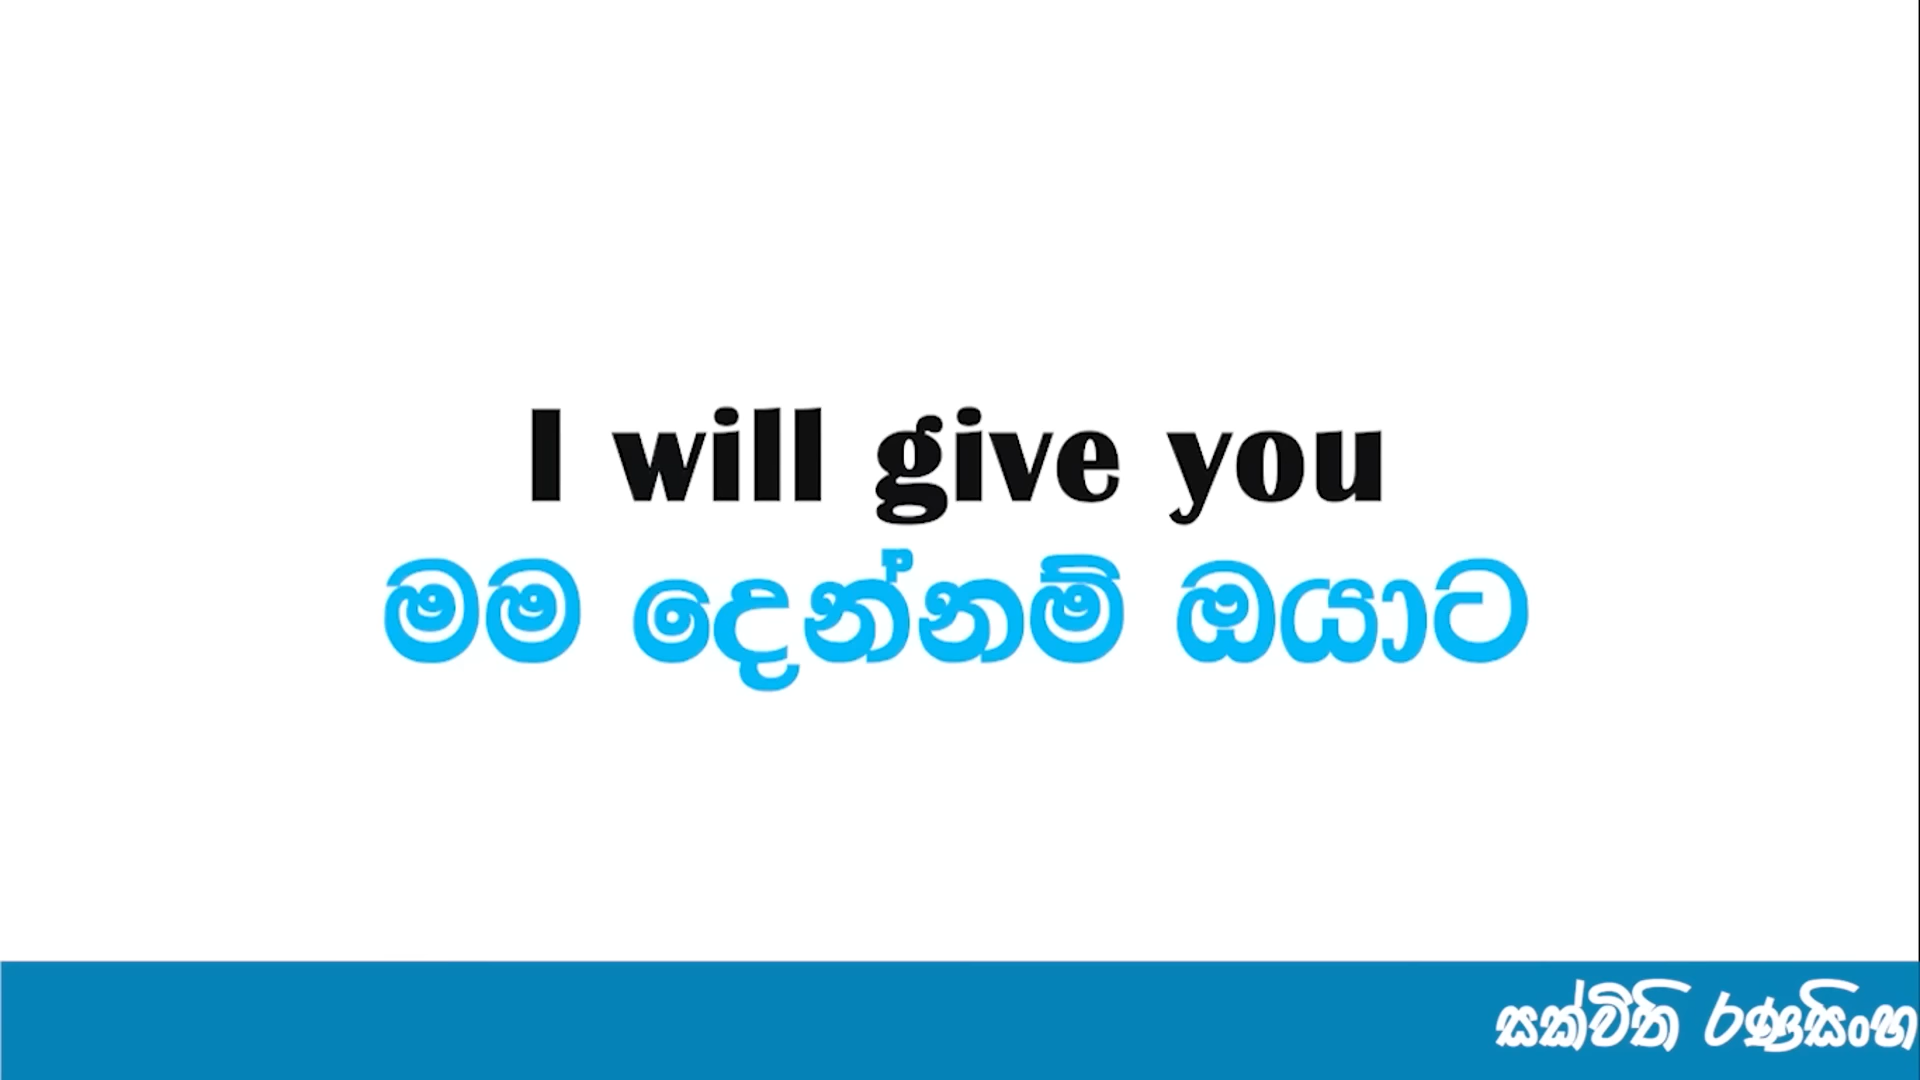 I will give you
මම දෙන්නම් ඔයාට
සක්විති රණසිංහ